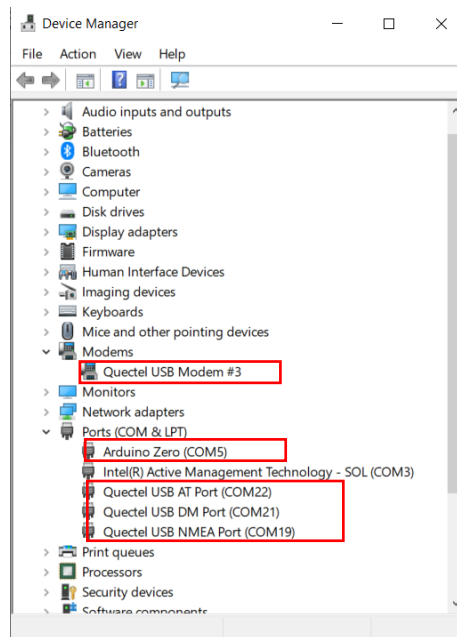 Device Manager
File Action View Help
Audio inputs and outputs
Batteries
Bluetooth
Cameras
Computer
Disk drives
Display adapters
Firmware
Human Interface Devices
Imaging devices
Keyboards
Mice and other pointing devices
Modems
Quectel USB Modem #3
Monitors
Network adapters
Ports (COM & LPT)
Arduino Zero (COM5)
Intel(R) Active Management Technology - SOL (COM3)
Quectel USB AT Port (COM22)
Quectel USB DM Port (COM21)
Quectel USB NMEA Port (COM19)
Print queues
Processors
Security devices
Software components